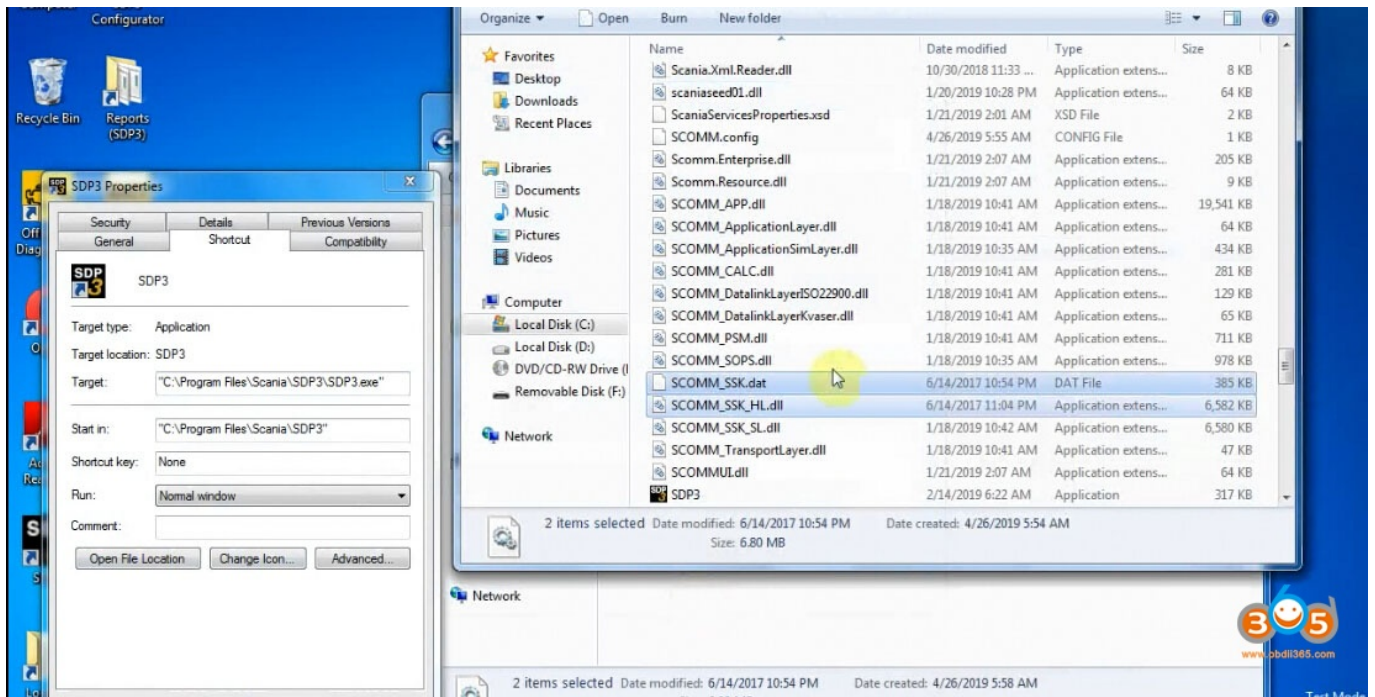 Configurator
Recycle Bin
Reports
(SDP3)
SDP3 Properties
Security Details Previous Versions
General Shortcut Compatibility
SDP3
Target type: Application
Target location: SDP3
Target: "C:\Program Files\Scania\SDP3\SDP3.exe"
Start in: "C:\Program Files\Scania\SDP3"
Shortcut key: None
Run: Normal window
Comment:
Open File Location Change Icon... Advanced...
Organize Open Burn New folder
Favorites
Desktop
Downloads
Recent Places
Libraries
Documents
Music
Pictures
Videos
Computer
Local Disk (C:)
Local Disk (D:)
DVD/CD-RW Drive (
Removable Disk (F:)
Network
Name Date modified Type Size
Scania.Xml.Reader.dll 10/30/2018 11:33 ... Application extens... 8 KB
scaniaseed01.dll 1/20/2019 10:28 PM Application extens... 64 KB
ScaniaServicesProperties.xsd 1/21/2019 2:01 AM XSD File 2 KB
SCOMM.config 4/26/2019 5:55 AM CONFIG File 1 KB
Scomm.Enterprise.dll 1/21/2019 2:07 AM Application extens... 205 KB
Scomm.Resource.dll 1/21/2019 2:07 AM Application extens... 9 KB
SCOMM_APP.dll 1/18/2019 10:41 AM Application extens... 19,541 KB
SCOMM_ApplicationLayer.dll 1/18/2019 10:41 AM Application extens... 64 KB
SCOMM_ApplicationSimLayer.dll 1/18/2019 10:35 AM Application extens... 434 KB
SCOMM_CALC.dll 1/18/2019 10:41 AM Application extens... 281 KB
SCOMM_DatalinkLayerISO22900.dll 1/18/2019 10:41 AM Application extens... 129 KB
SCOMM_DatalinkLayerKvaser.dll 1/18/2019 10:41 AM Application extens... 65 KB
SCOMM_PSM.dll 1/18/2019 10:41 AM Application extens... 711 KB
SCOMM_SOPS.dll 1/18/2019 10:35 AM Application extens... 978 KB
SCOMM_SSK.dat 6/14/2017 10:54 PM DAT File 385 KB
SCOMM_SSK_HL.dll 6/14/2017 11:04 PM Application extens... 6,582 KB
SCOMM_SSK_SL.dll 1/18/2019 10:42 AM Application extens... 6,580 KB
SCOMM_TransportLayer.dll 1/18/2019 10:41 AM Application extens... 47 KB
SCOMMUI.dll 1/21/2019 2:07 AM Application extens... 64 KB
SDP3 2/14/2019 6:22 AM Application 317 KB
2 items selected Date modified: 6/14/2017 10:54 PM Date created: 4/26/2019 5:54 AM
Size: 6.80 MB
Network
2 items selected Date modified: 6/14/2017 10:54 PM Date created: 4/26/2019 5:58 AM
365
www.obdii365.com
Test Mode